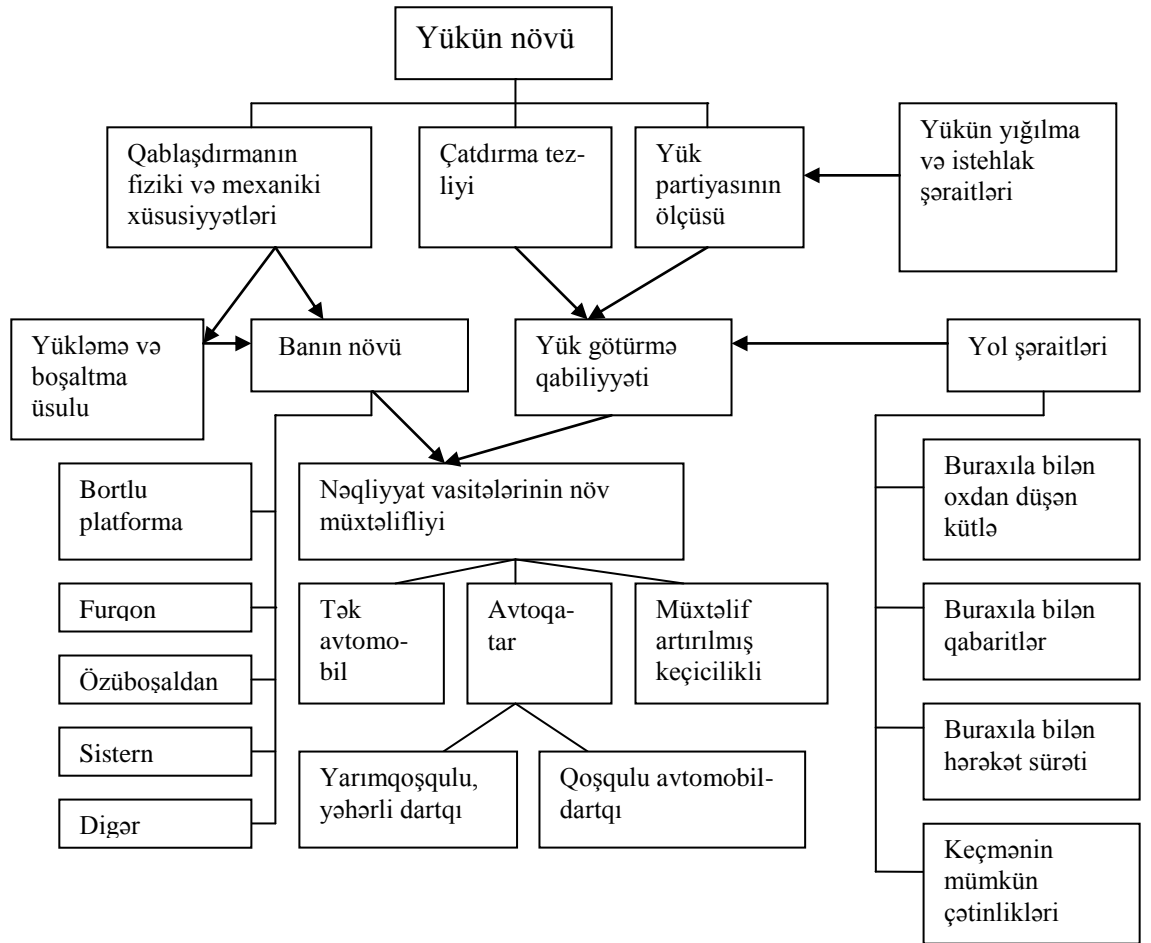 Yükün növü
Qablaşdırmanın
fiziki və mexaniki
xüsusiyyətləri
Çatdırma tez-
liyi
Yük
partiyasının
ölçüsü
Yükün yığılma
və istehlak
şəraitləri
Yükləmə və
boşaltma
üsulu
Banın növü
Yük götürmə
qabiliyyəti
Yol şəraitləri
Bortlu
platforma
Furqon
Özüboşaldan
Sistern
Digər
Nəqliyyat vasitələrinin növ
müxtəlifliyi
Tək
avtomo-
bil
Avtoqa-
tar
Müxtəlif
artırılmış
keçicilikli
Yarımqoşqulu,
yəhərli dartqı
Qoşqulu avtomobil-
dartqı
Buraxıla bilən
oxdan düşən
kütlə
Buraxıla bilən
qabaritlər
Buraxıla bilən
hərəkət sürəti
Keçmənin
mümkün
çətinlikləri